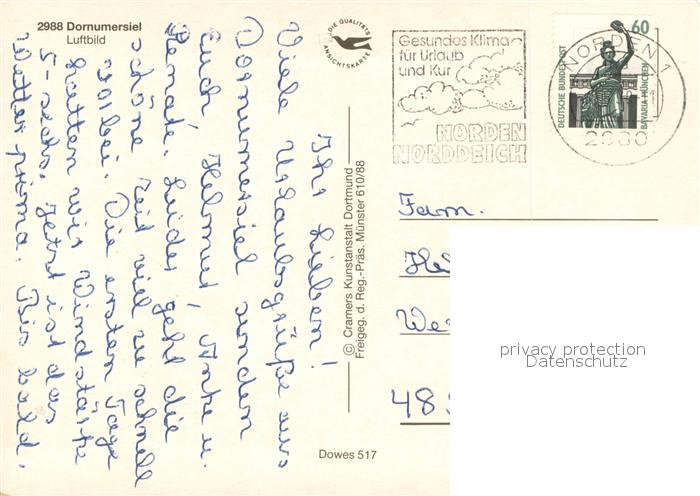 2988 Dornumersiel
Luftbild
DIE QUALITÄTS
ANSICHTSKARTE
Gesundes Klima
für Urlaub
und Kur
NORDEN
NORDDEICH
NORDEN 1
2980
60
DEUTSCHE BUNDESPOST
BAVARIA MÜNCHEN
Ihr Lieben!
Viele Urlaubsgrüße aus
Dornumersiel senden
Euch, Helmut, Anke u.
Renate. Leider geht die
schöne Zeit viel zu schnell
vorbei. Die ersten Tage
hatten wir Windstärke
5-sechs, jetzt ist das
Wetter prima. Bis bald.
© Cramers Kunstanstalt Dortmund
Freigeg. d. Reg.-Präs. Münster 610/88
Dowes 517
Fam.
He
We
48
privacy protection
Datenschutz